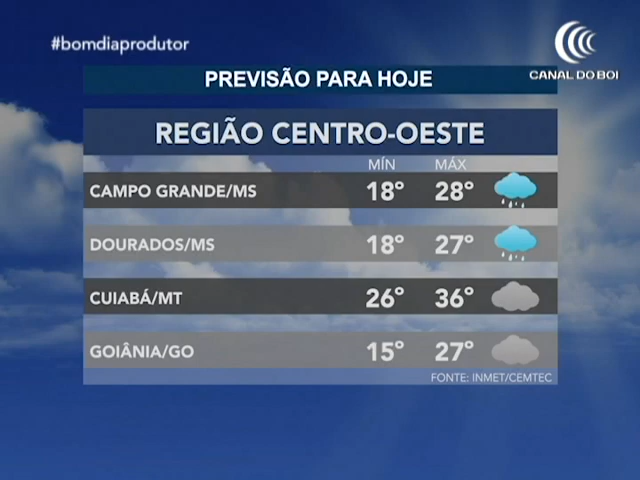 #bomdiaprodutor
CANAL DO BOI
PREVISÃO PARA HOJE
REGIÃO CENTRO-OESTE
MÍN MÁX
CAMPO GRANDE/MS 18° 28°
DOURADOS/MS 18° 27°
CUIABÁ/MT 26° 36°
GOIÂNIA/GO 15° 27°
FONTE: INMET/CEMTEC